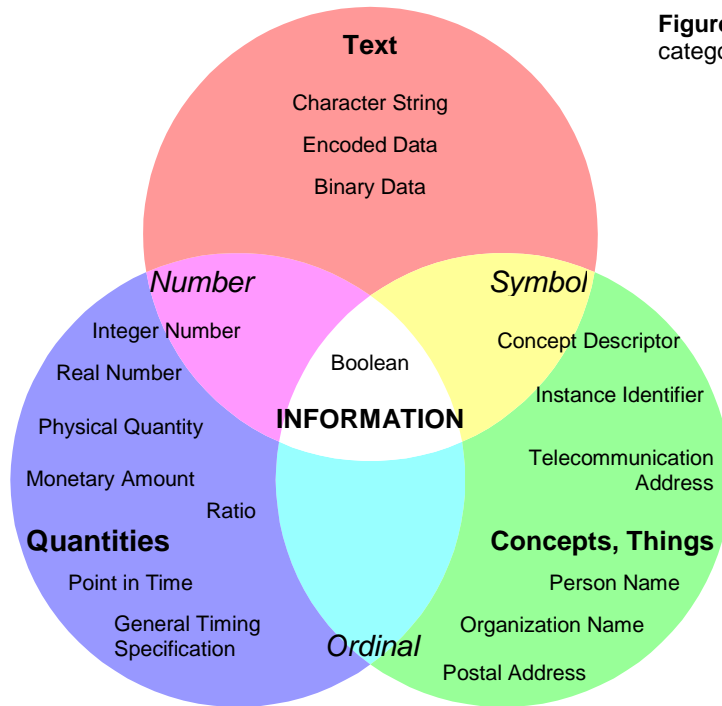 Text
Figure
catego
Character String
Encoded Data
Binary Data
Number
Symbol
Integer Number
Concept Descriptor
Boolean
Real Number
Instance Identifier
INFORMATION
Physical Quantity
Telecommunication
Address
Monetary Amount
Ratio
Quantities
Concepts, Things
Point in Time
Person Name
General Timing
Specification
Organization Name
Ordinal
Postal Address